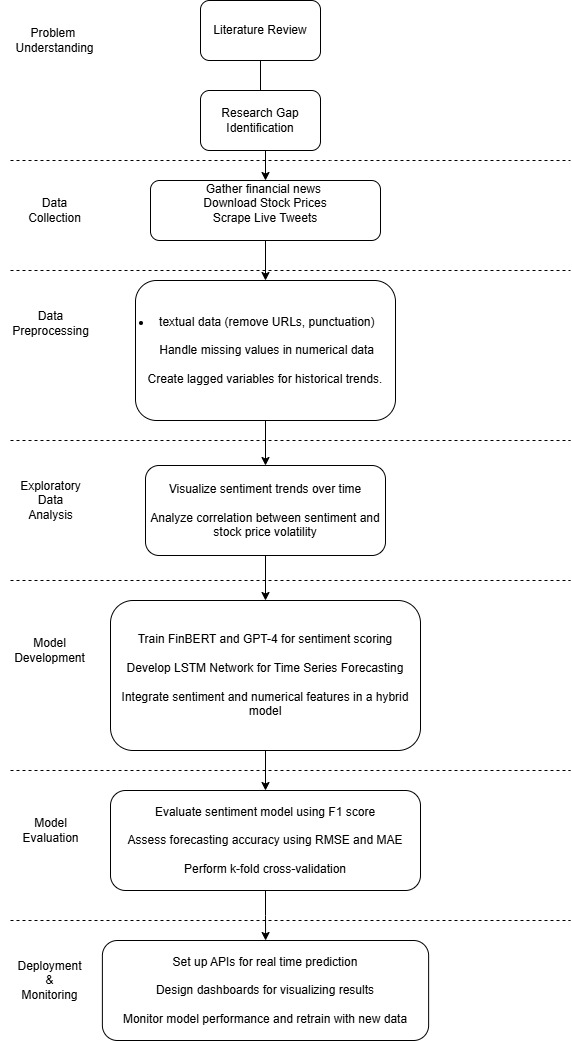 Problem
Understanding
Literature Review
Research Gap
Identification
Data
Collection
Gather financial news
Download Stock Prices
Scrape Live Tweets
Data
Preprocessing
• textual data (remove URLs, punctuation)
Handle missing values in numerical data
Create lagged variables for historical trends.
Exploratory
Data
Analysis
Visualize sentiment trends over time
Analyze correlation between sentiment and
stock price volatility
Model
Development
Train FinBERT and GPT-4 for sentiment scoring
Develop LSTM Network for Time Series Forecasting
Integrate sentiment and numerical features in a hybrid
model
Model
Evaluation
Evaluate sentiment model using F1 score
Assess forecasting accuracy using RMSE and MAE
Perform k-fold cross-validation
Deployment
&
Monitoring
Set up APIs for real time prediction
Design dashboards for visualizing results
Monitor model performance and retrain with new data